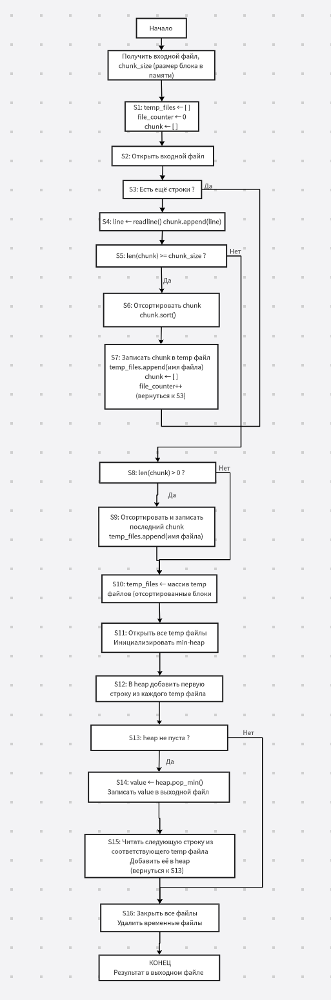 Начало
Получить входной файл,
chunk_size (размер блока в
памяти)
S1: temp_files ← [ ]
file_counter ← 0
chunk ← [ ]
S2: Открыть входной файл
S3: Есть ещё строки ?
Да
S4: line ← readline() chunk.append(line)
S5: len(chunk) >= chunk_size ?
Нет
Да
S6: Отсортировать chunk
chunk.sort()
S7: Записать chunk в temp файл
temp_files.append(имя файла)
chunk ← [ ]
file_counter++
(вернуться к S3)
S8: len(chunk) > 0 ?
Нет
Да
S9: Отсортировать и записать
последний chunk
temp_files.append(имя файла)
S10: temp_files ← массив temp
файлов (отсортированные блоки
S11: Открыть все temp файлы
Инициализировать min-heap
S12: В heap добавить первую
строку из каждого temp файла
S13: heap не пуста ?
Нет
Да
S14: value ← heap.pop_min()
Записать value в выходной файл
S15: Читать следующую строку из
соответствующего temp файла
Добавить её в heap
(вернуться к S13)
S16: Закрыть все файлы
Удалить временные файлы
КОНЕЦ
Результат в выходном файле